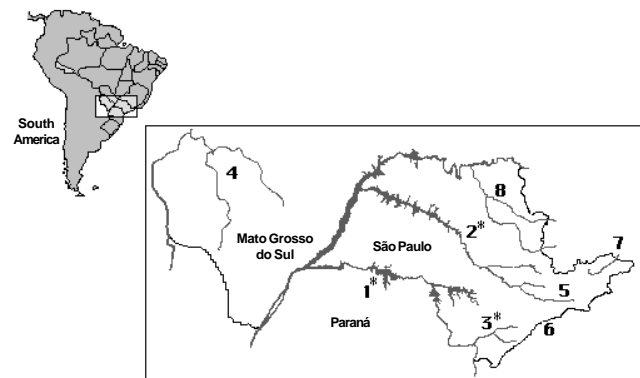 South
America
4
8
Mato Grosso
do Sul
São Paulo
2*
7
1*
5
Paraná
3*
6